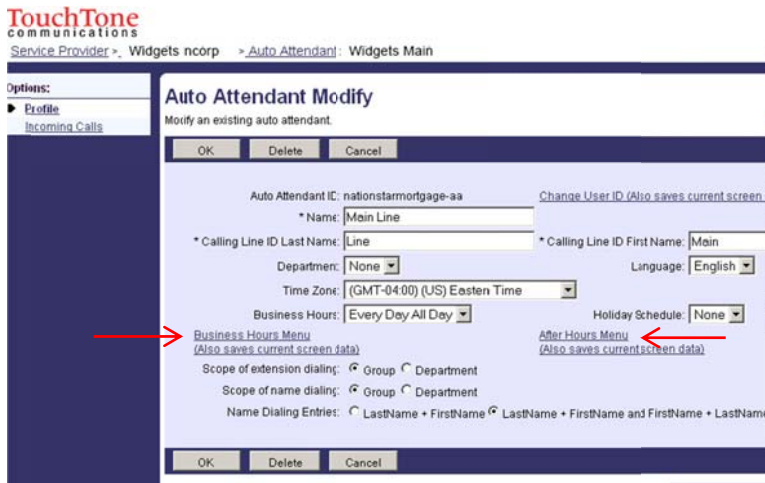 TouchTone
communications
Service Provider > Widgets ncorp > Auto Attendant: Widgets Main
Options:
Profile
Incoming Calls
Auto Attendant Modify
Modify an existing auto attendant.
OK Delete Cancel
Auto Attendant ID: nationstarmortgage-aa Change User ID (Also saves current screen
* Name: Main Line
* Calling Line ID Last Name: Line * Calling Line ID First Name: Main
Department: None Language: English
Time Zone: (GMT-04:00) (US) Easten Time
Business Hours: Every Day All Day Holiday Schedule: None
Business Hours Menu After Hours Menu
(Also saves current screen data) (Also saves current screen data)
Scope of extension dialing: Group Department
Scope of name dialing: Group Department
Name Dialing Entries: LastName + FirstName LastName + FirstName and FirstName + LastName
OK Delete Cancel